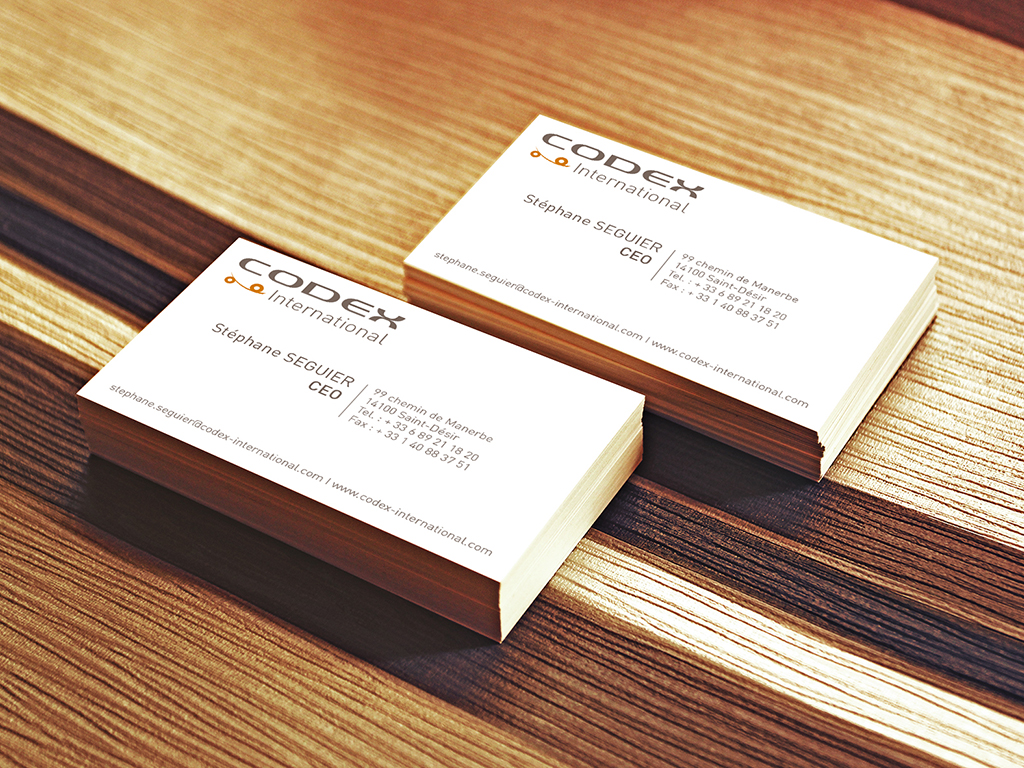 CODEX
International
Stéphane SEGUIER
CEO
99 chemin de Manerbe
14100 Saint-Désir
Tel. : + 33 6 89 21 18 20
Fax : + 33 1 40 88 37 51
stephane.seguier@codex-international.com | www.codex-international.com
CODEX
International
Stéphane SEGUIER
CEO
99 chemin de Manerbe
14100 Saint-Désir
Tel. : + 33 6 89 21 18 20
Fax : + 33 1 40 88 37 51
stephane.seguier@codex-international.com | www.codex-international.com